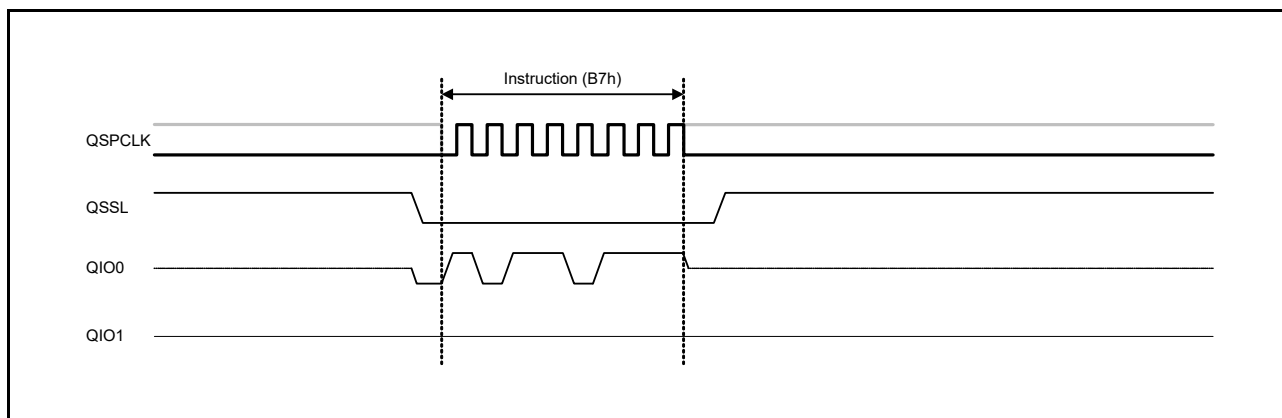 Instruction (B7h)
QSPCLK
QSSL
QIO0
QIO1